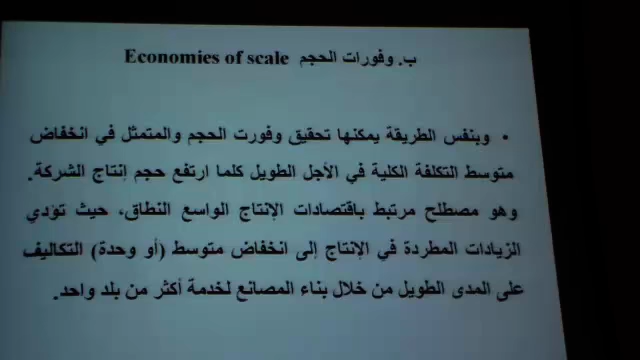 ب. وفورات الحجم Economies of scale
• وبنفس الطريقة يمكنها تحقيق وفورت الحجم والمتمثل في انخفاض
متوسط التكلفة الكلية في الأجل الطويل كلما ارتفع حجم إنتاج الشركة.
وهو مصطلح مرتبط باقتصادات الإنتاج الواسع النطاق، حيث تؤدي
الزيادات المطردة في الإنتاج إلى انخفاض متوسط (أو وحدة) التكاليف
على المدى الطويل من خلال بناء المصانع لخدمة أكثر من بلد واحد.